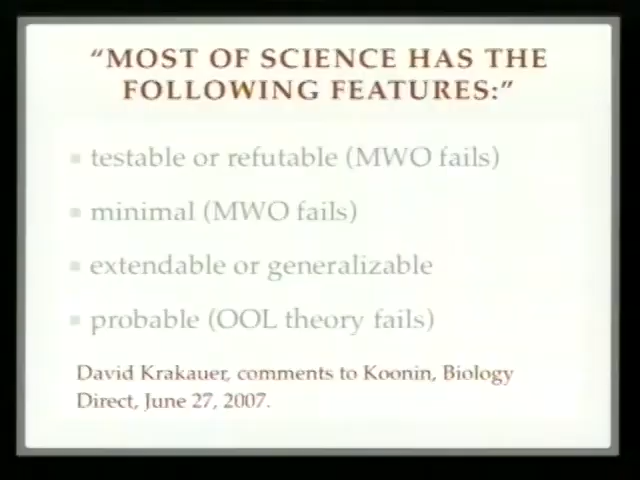 “MOST OF SCIENCE HAS THE
FOLLOWING FEATURES:”
testable or refutable (MWO fails)
minimal (MWO fails)
extendable or generalizable
probable (OOL theory fails)
David Krakauer, comments to Koonin, Biology
Direct, June 27, 2007.